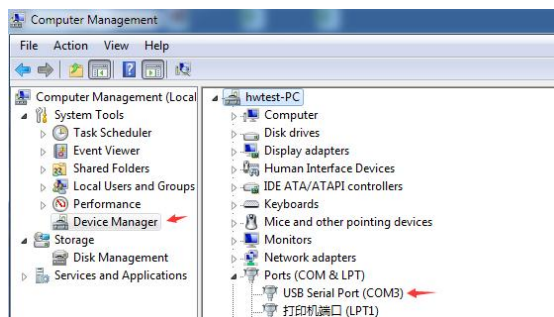 Computer Management
File Action View Help
Computer Management (Local
System Tools
Task Scheduler
Event Viewer
Shared Folders
Local Users and Groups
Performance
Device Manager
Storage
Disk Management
Services and Applications
hwtest-PC
Computer
Disk drives
Display adapters
Human Interface Devices
IDE ATA/ATAPI controllers
Keyboards
Mice and other pointing devices
Monitors
Network adapters
Ports (COM & LPT)
USB Serial Port (COM3)
打印机端口 (LPT1)